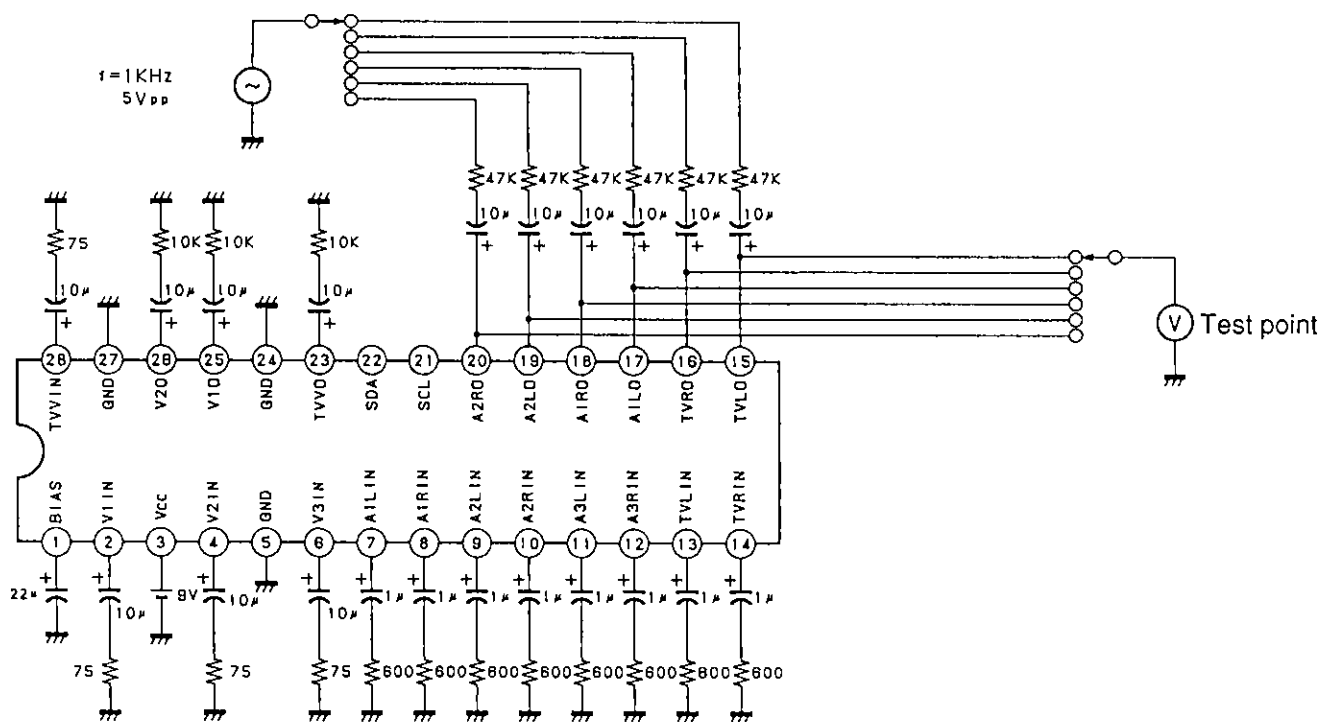 f=1KHz
5Vpp
47K 47K 47K 47K 47K 47K
10μ 10μ 10μ 10μ 10μ 10μ
+ + + + + +
75 10K 10K 10K
10μ 10μ 10μ 10μ
+ + + +
V Test point
28 27 26 25 24 23 22 21 20 19 18 17 16 15
TVVIN GND V2O V1O GND TVVO SDA SCL A2RO A2LO A1RO A1LO TVRO TVLO
BIAS V1IN Vcc V2IN GND V3IN A1LIN A1RIN A2LIN A2RIN A3LIN A3RIN TVLIN TVRIN
1 2 3 4 5 6 7 8 9 10 11 12 13 14
+ + + + + + + + + + + +
22μ 10μ 9V 10μ 10μ 1μ 1μ 1μ 1μ 1μ 1μ 1μ 1μ
75 75 75 600 600 600 600 600 600 600 600